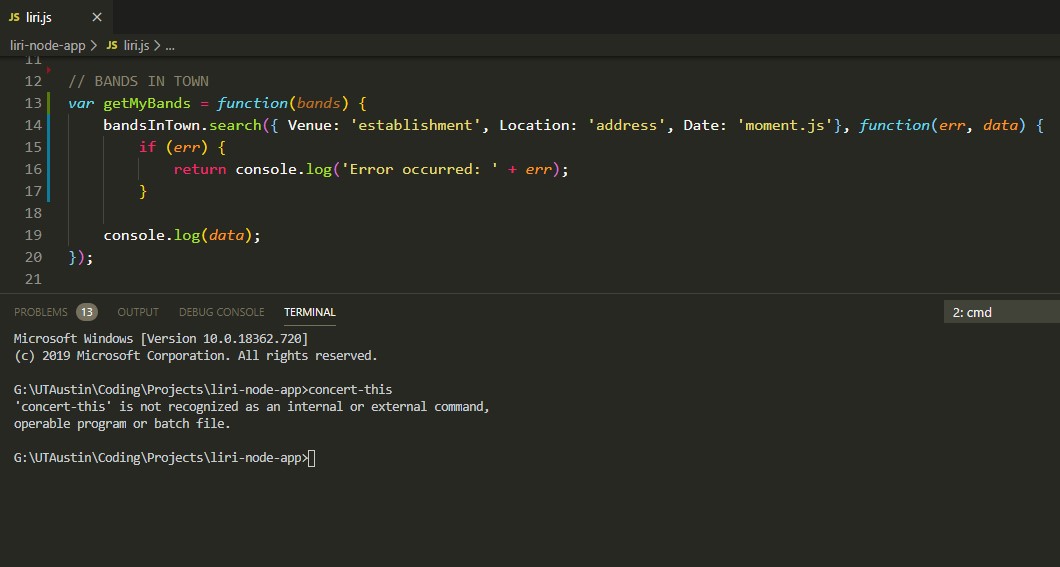 JS liri.js ×
liri-node-app > JS liri.js > ...
11
12 // BANDS IN TOWN
13 var getMyBands = function(bands) {
14 bandsInTown.search({ Venue: 'establishment', Location: 'address', Date: 'moment.js'}, function(err, data) {
15 if (err) {
16 return console.log('Error occurred: ' + err);
17 }
18
19 console.log(data);
20 });
21
PROBLEMS 13 OUTPUT DEBUG CONSOLE TERMINAL 2: cmd
Microsoft Windows [Version 10.0.18362.720]
(c) 2019 Microsoft Corporation. All rights reserved.
G:\UTAustin\Coding\Projects\liri-node-app>concert-this
'concert-this' is not recognized as an internal or external command,
operable program or batch file.
G:\UTAustin\Coding\Projects\liri-node-app>